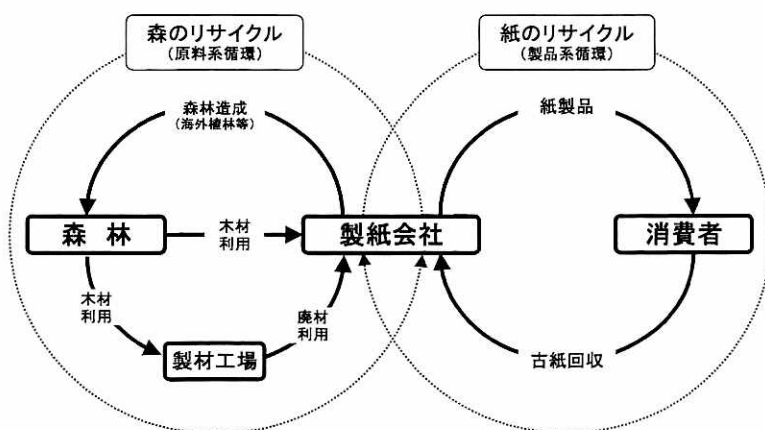 森のリサイクル
(原料系循環)
紙のリサイクル
(製品系循環)
森林造成
(海外植林等)
紙製品
森 林
木材
利用
製紙会社
消費者
木材
利用
廃材
利用
製材工場
古紙回収